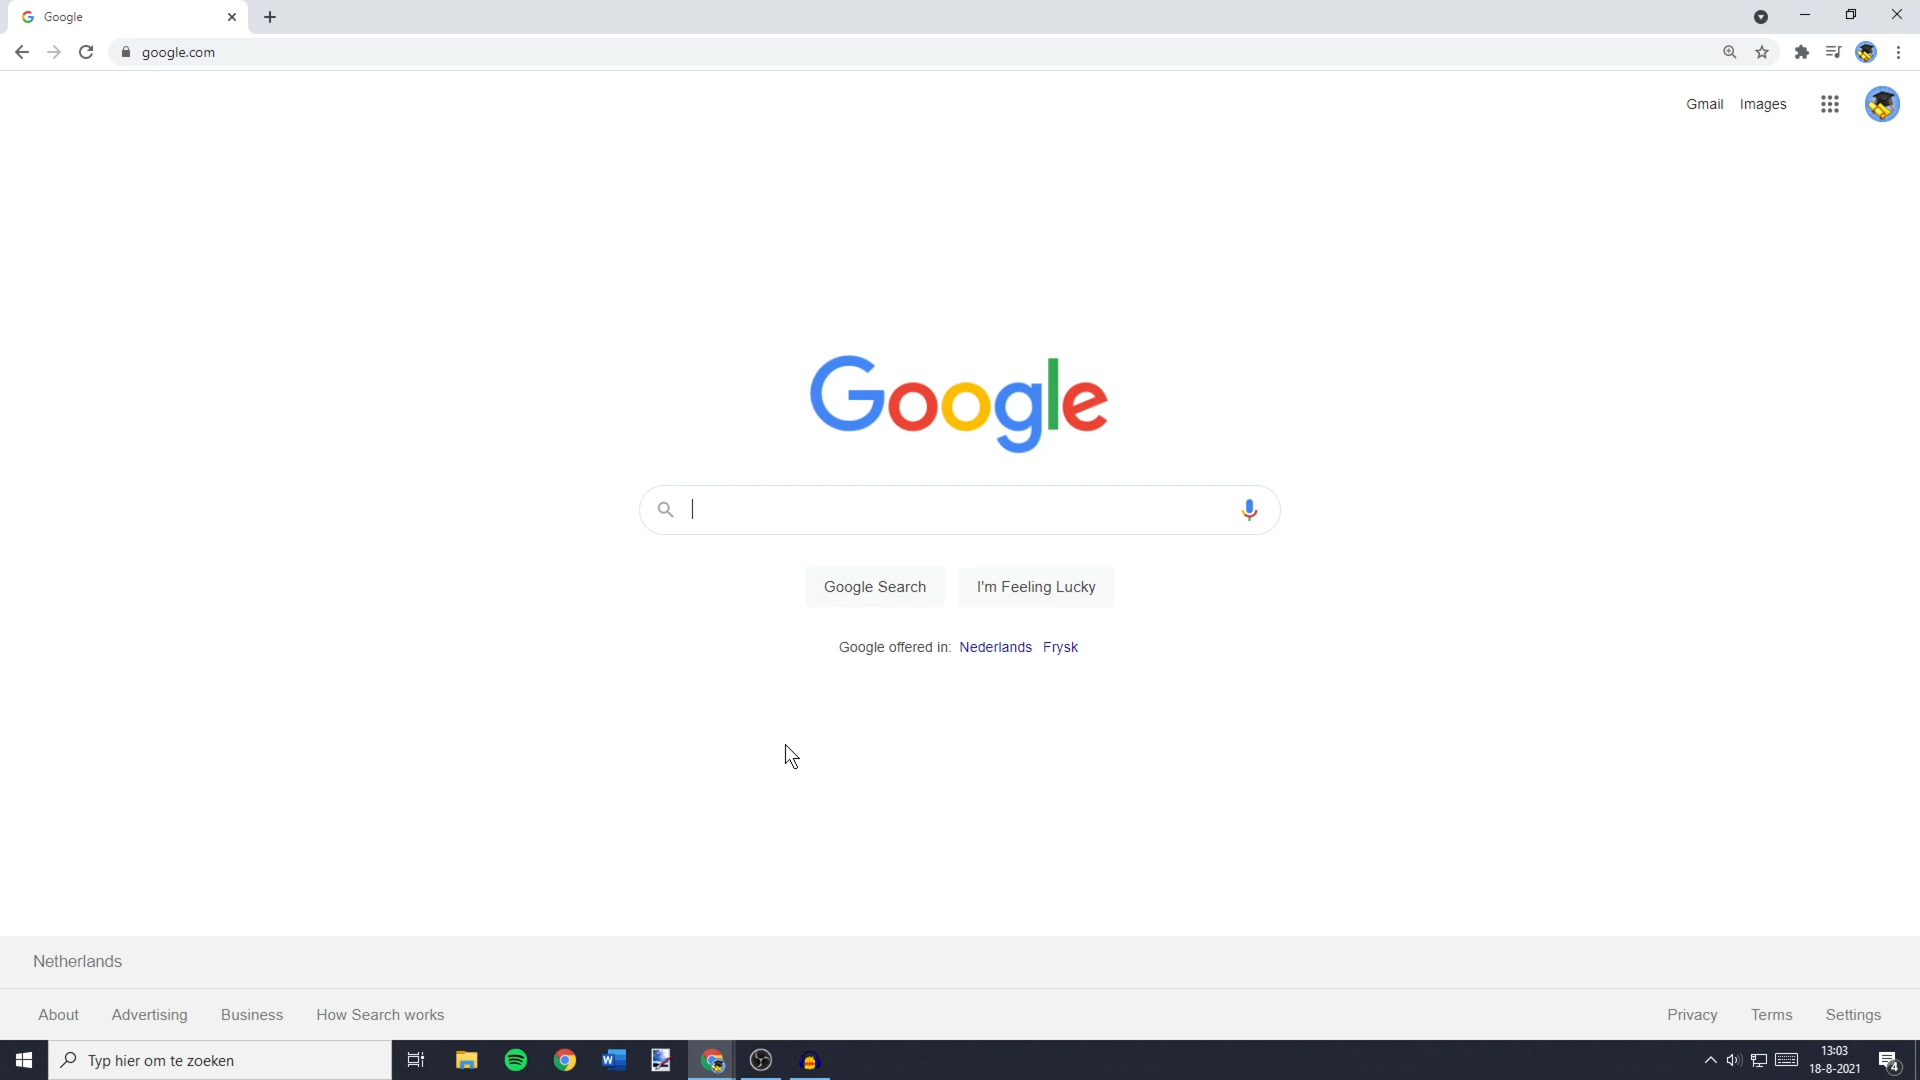 Google
google.com
Gmail Images
Google
Google Search I'm Feeling Lucky
Google offered in: Nederlands Frysk
Netherlands
About Advertising Business How Search works Privacy Terms Settings
Typ hier om te zoeken
13:03
18-8-2021
4